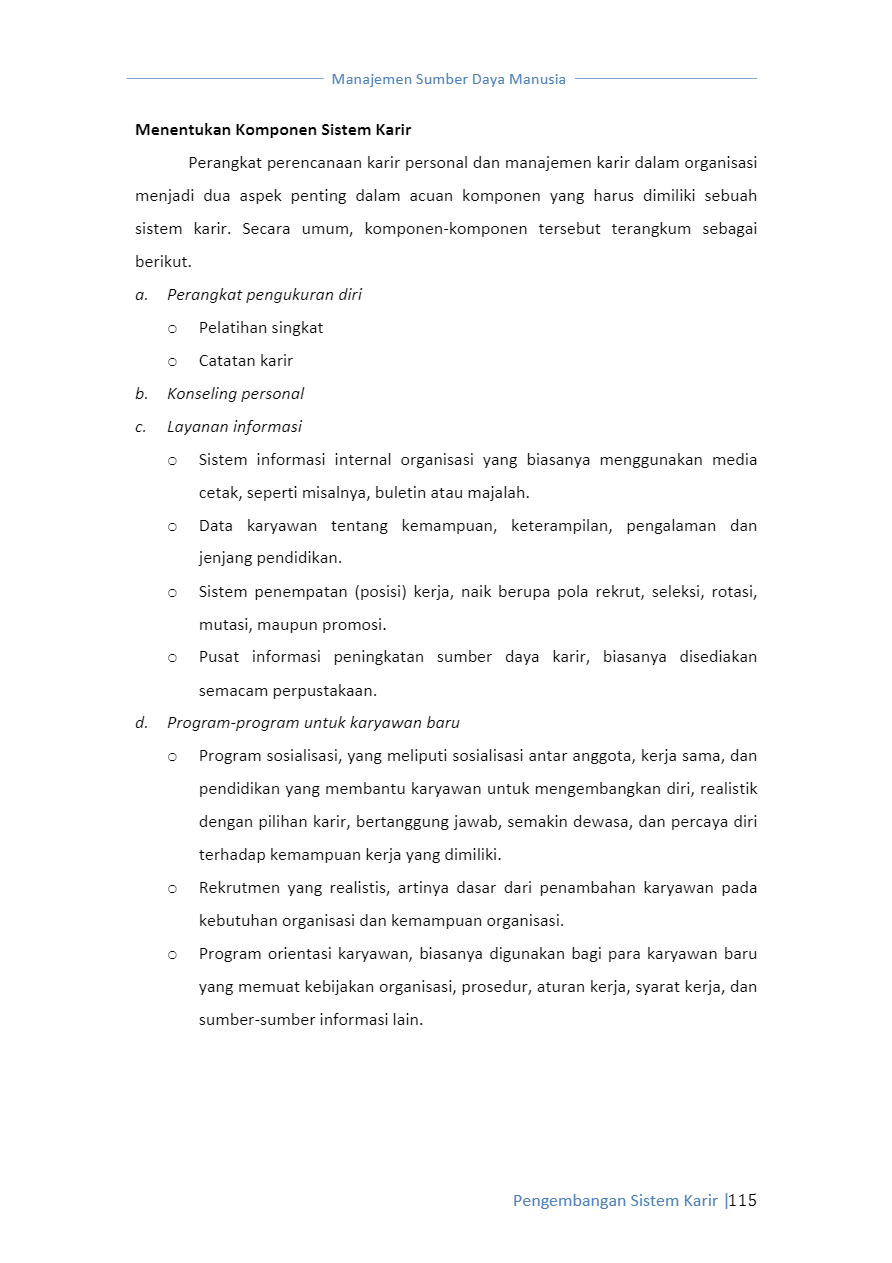 Manajemen Sumber Daya Manusia
Menentukan Komponen Sistem Karir
Perangkat perencanaan karir personal dan manajemen karir dalam organisasi
menjadi dua aspek penting dalam acuan komponen yang harus dimiliki sebuah
sistem karir. Secara umum, komponen-komponen tersebut terangkum sebagai
berikut.
a. Perangkat pengukuran diri
o Pelatihan singkat
o Catatan karir
b. Konseling personal
c. Layanan informasi
o Sistem informasi internal organisasi yang biasanya menggunakan media
cetak, seperti misalnya, buletin atau majalah.
o Data karyawan tentang kemampuan, keterampilan, pengalaman dan
jenjang pendidikan.
o Sistem penempatan (posisi) kerja, naik berupa pola rekrut, seleksi, rotasi,
mutasi, maupun promosi.
o Pusat informasi peningkatan sumber daya karir, biasanya disediakan
semacam perpustakaan.
d. Program-program untuk karyawan baru
o Program sosialisasi, yang meliputi sosialisasi antar anggota, kerja sama, dan
pendidikan yang membantu karyawan untuk mengembangkan diri, realistik
dengan pilihan karir, bertanggung jawab, semakin dewasa, dan percaya diri
terhadap kemampuan kerja yang dimiliki.
o Rekrutmen yang realistis, artinya dasar dari penambahan karyawan pada
kebutuhan organisasi dan kemampuan organisasi.
o Program orientasi karyawan, biasanya digunakan bagi para karyawan baru
yang memuat kebijakan organisasi, prosedur, aturan kerja, syarat kerja, dan
sumber-sumber informasi lain.
Pengembangan Sistem Karir |115